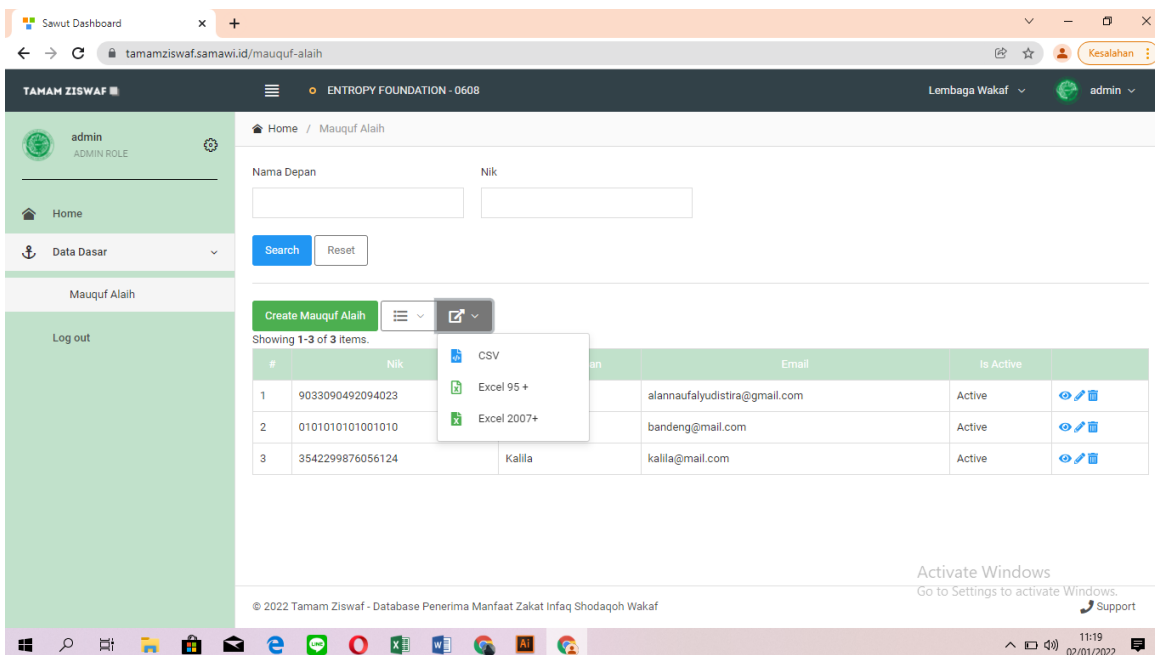 Sawut Dashboard
tamamziswaf.samawi.id/mauquf-alaih
Kesalahan
TAMAM ZISWAF
ENTROPY FOUNDATION - 0608
Lembaga Wakaf
admin
admin
ADMIN ROLE
Home
Data Dasar
Mauquf Alaih
Log out
Home / Mauquf Alaih
Nama Depan Nik
Search Reset
Create Mauquf Alaih
Showing 1-3 of 3 items.
CSV
Excel 95 +
Excel 2007+
# Nik an Email Is Active
1 9033090492094023 alannaufalyudistira@gmail.com Active
2 0101010101001010 bandeng@mail.com Active
3 3542299876056124 Kalila kalila@mail.com Active
Activate Windows
Go to Settings to activate Windows.
© 2022 Tamam Ziswaf - Database Penerima Manfaat Zakat Infaq Shodaqoh Wakaf
Support
LINE
Ai
11:19
02/01/2022